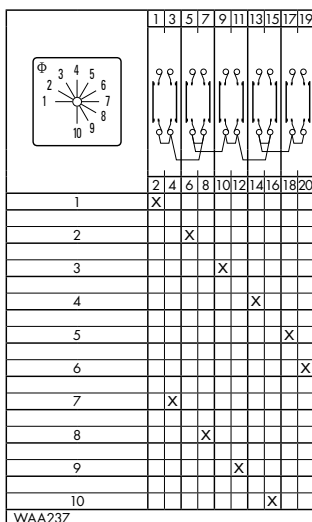 1 3 5 7 9 11 13 15 17 19
Φ
1 2 3 4 5 6 7 8 9 10
2 4 6 8 10 12 14 16 18 20
1 X
2 X
3 X
4 X
5 X
6 X
7 X
8 X
9 X
10 X
WAA237